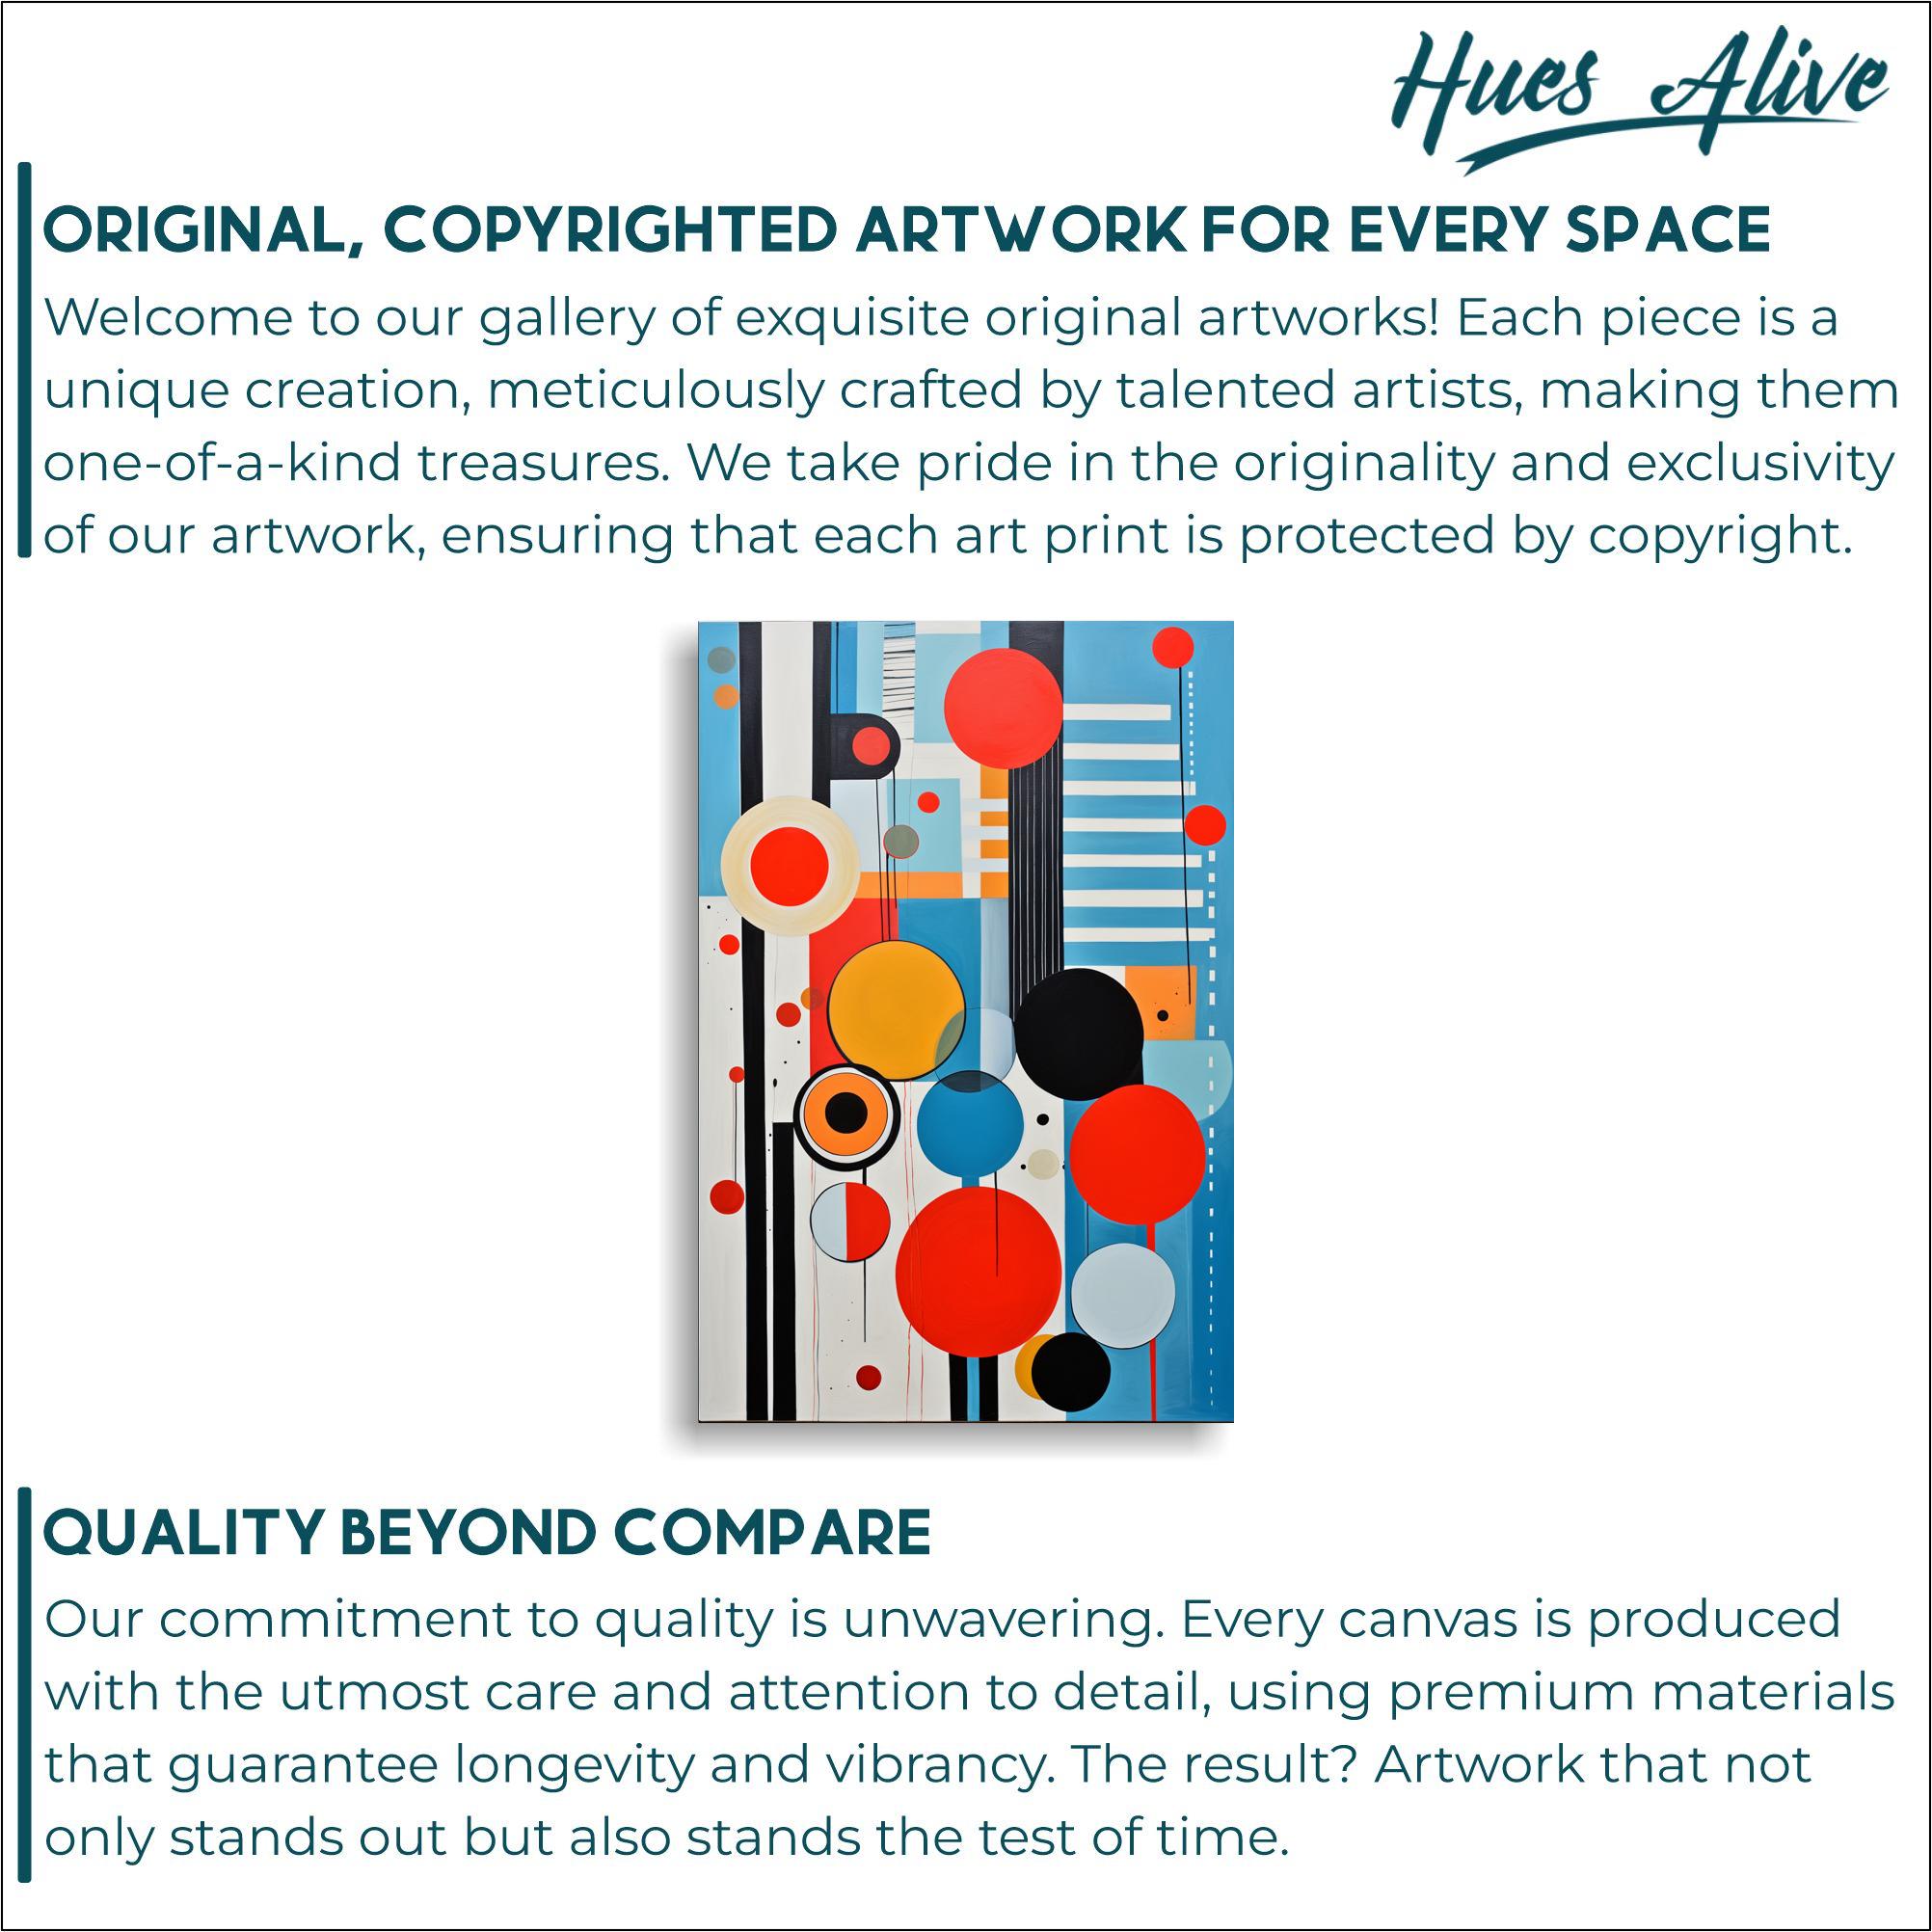 Hues Alive
ORIGINAL, COPYRIGHTED ARTWORK FOR EVERY SPACE
Welcome to our gallery of exquisite original artworks! Each piece is a
unique creation, meticulously crafted by talented artists, making them
one-of-a-kind treasures. We take pride in the originality and exclusivity
of our artwork, ensuring that each art print is protected by copyright.
QUALITY BEYOND COMPARE
Our commitment to quality is unwavering. Every canvas is produced
with the utmost care and attention to detail, using premium materials
that guarantee longevity and vibrancy. The result? Artwork that not
only stands out but also stands the test of time.